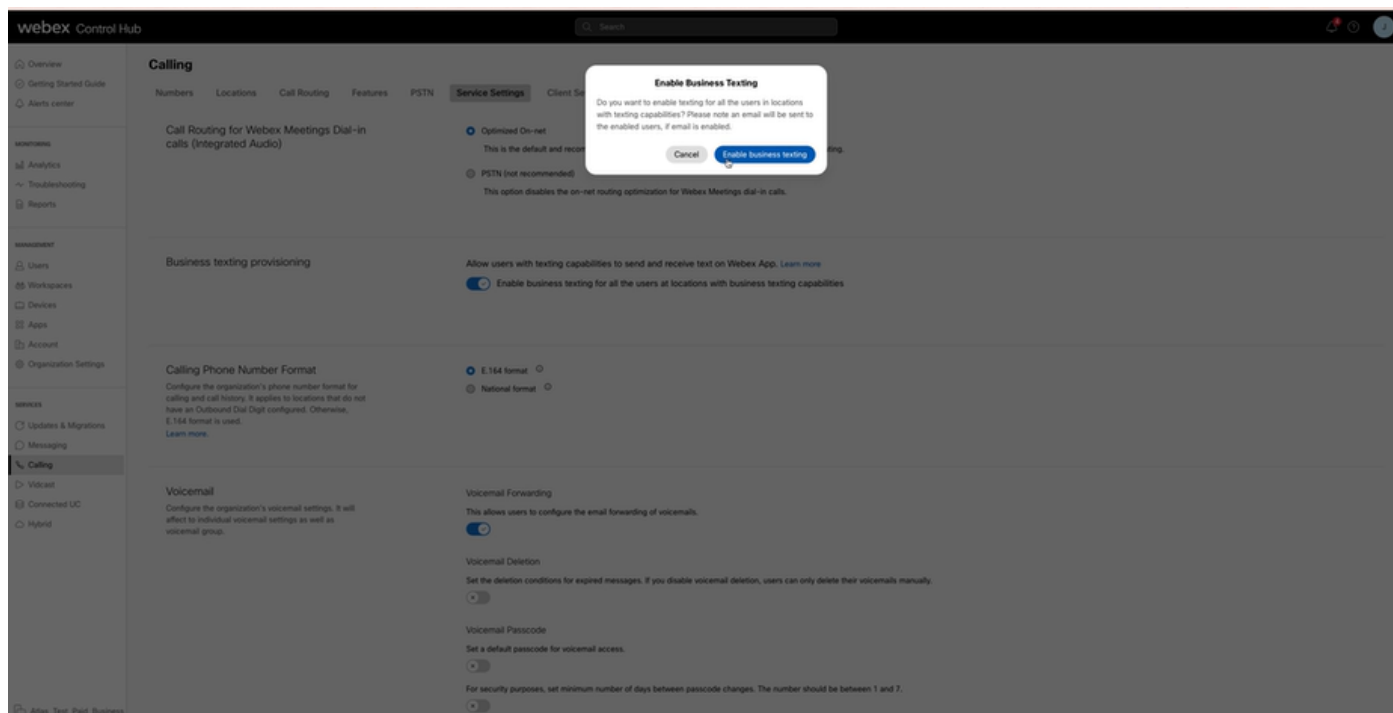 webex Control Hub
Search
Overview
Getting Started Guide
Alerts center
MONITORING
Analytics
Troubleshooting
Reports
MANAGEMENT
Users
Workspaces
Devices
Apps
Account
Organization Settings
SERVICES
Updates & Migrations
Messaging
Calling
Vidcast
Connected UC
Hybrid
Atlas_Test_Paid_Business
Calling
Numbers Locations Call Routing Features PSTN Service Settings Client Se
Call Routing for Webex Meetings Dial-in
calls (Integrated Audio)
Optimized On-net
This is the default and recom
ting.
PSTN (not recommended)
This option disables the on-net routing optimization for Webex Meetings dial-in calls.
Enable Business Texting
Do you want to enable texting for all the users in locations
with texting capabilities? Please note an email will be sent to
the enabled users, if email is enabled.
Cancel Enable business texting
Business texting provisioning
Allow users with texting capabilities to send and receive text on Webex App. Learn more
Enable business texting for all the users at locations with business texting capabilities
Calling Phone Number Format
Configure the organization's phone number format for
calling and call history. It applies to locations that do not
have an Outbound Dial Digit configured. Otherwise,
E.164 format is used.
Learn more.
E.164 format
National format
Voicemail
Configure the organization's voicemail settings. It will
affect to individual voicemail settings as well as
voicemail group.
Voicemail Forwarding
This allows users to configure the email forwarding of voicemails.
Voicemail Deletion
Set the deletion conditions for expired messages. If you disable voicemail deletion, users can only delete their voicemails manually.
Voicemail Passcode
Set a default passcode for voicemail access.
For security purposes, set minimum number of days between passcode changes. The number should be between 1 and 7.